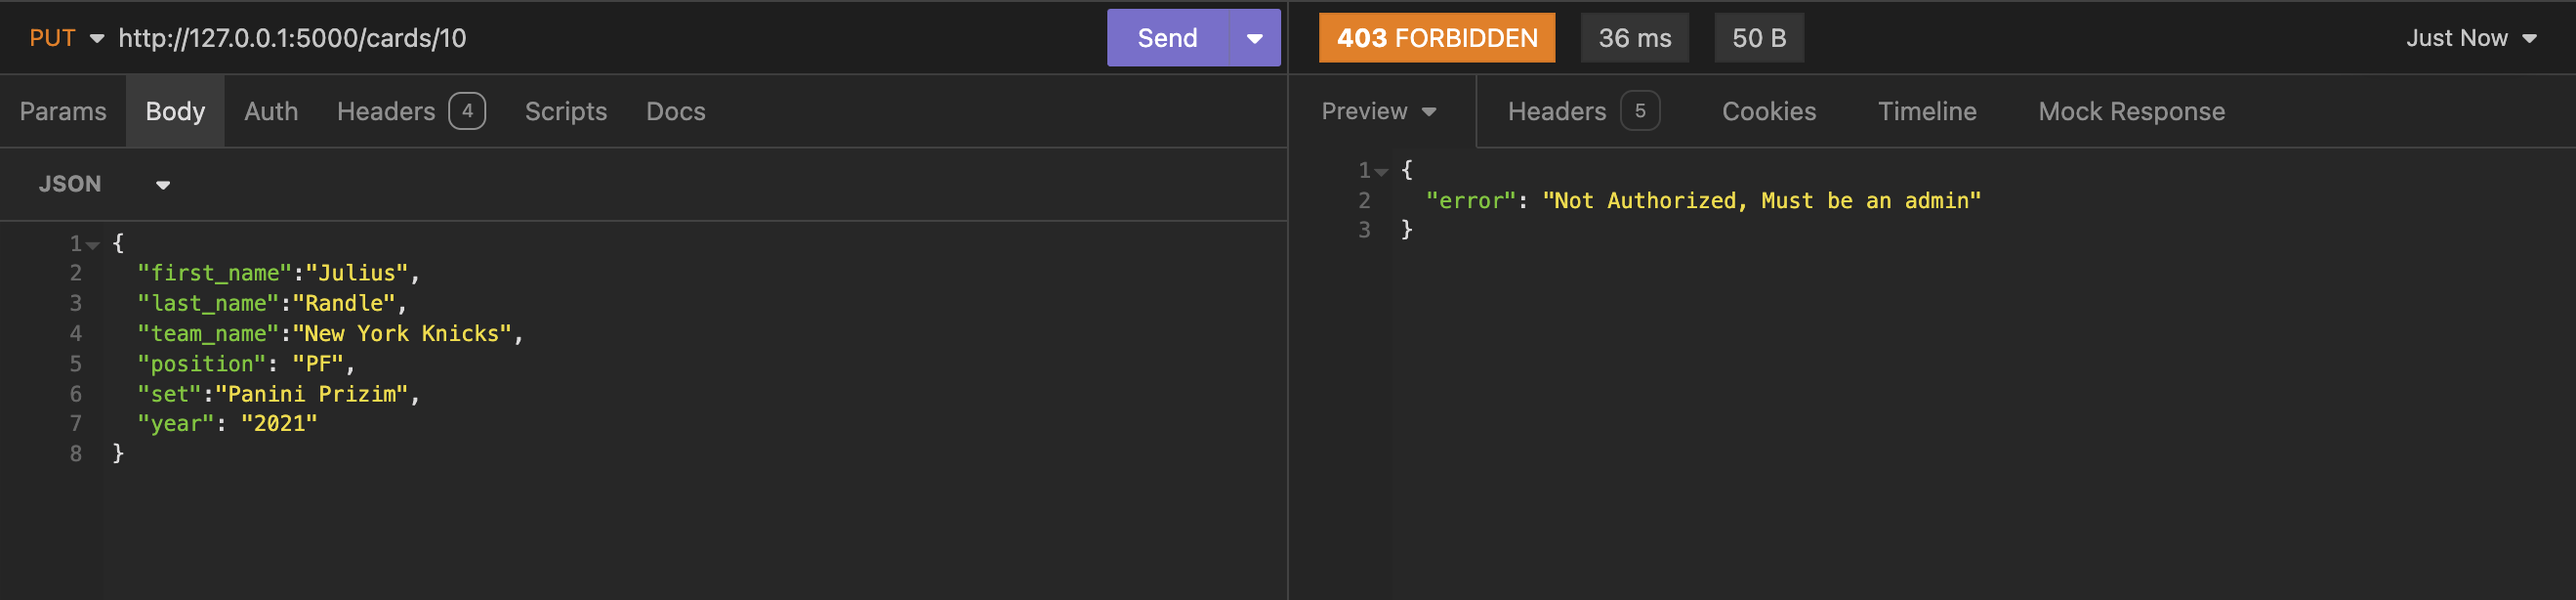 PUT http://127.0.0.1:5000/cards/10 Send
403 FORBIDDEN 36 ms 50 B Just Now
Params Body Auth Headers 4 Scripts Docs
Preview Headers 5 Cookies Timeline Mock Response
JSON
1 {
2 "first_name":"Julius",
3 "last_name":"Randle",
4 "team_name":"New York Knicks",
5 "position": "PF",
6 "set":"Panini Prizim",
7 "year": "2021"
8 }
1 {
2 "error": "Not Authorized, Must be an admin"
3 }